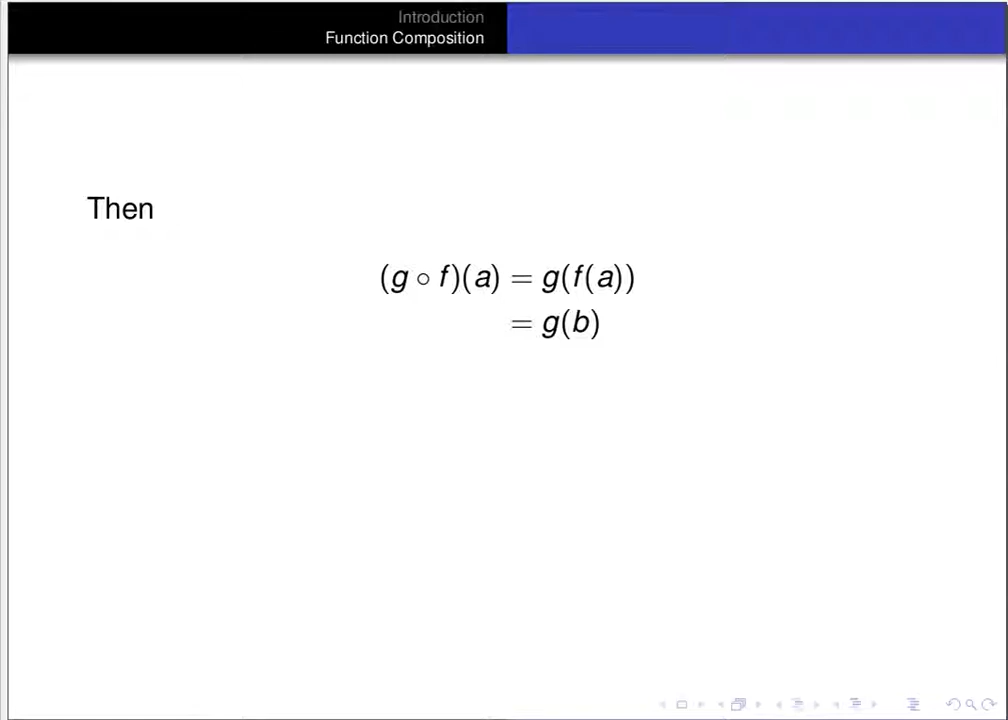 Introduction
Function Composition
Then
(g ∘ f)(a) = g(f(a))
= g(b)